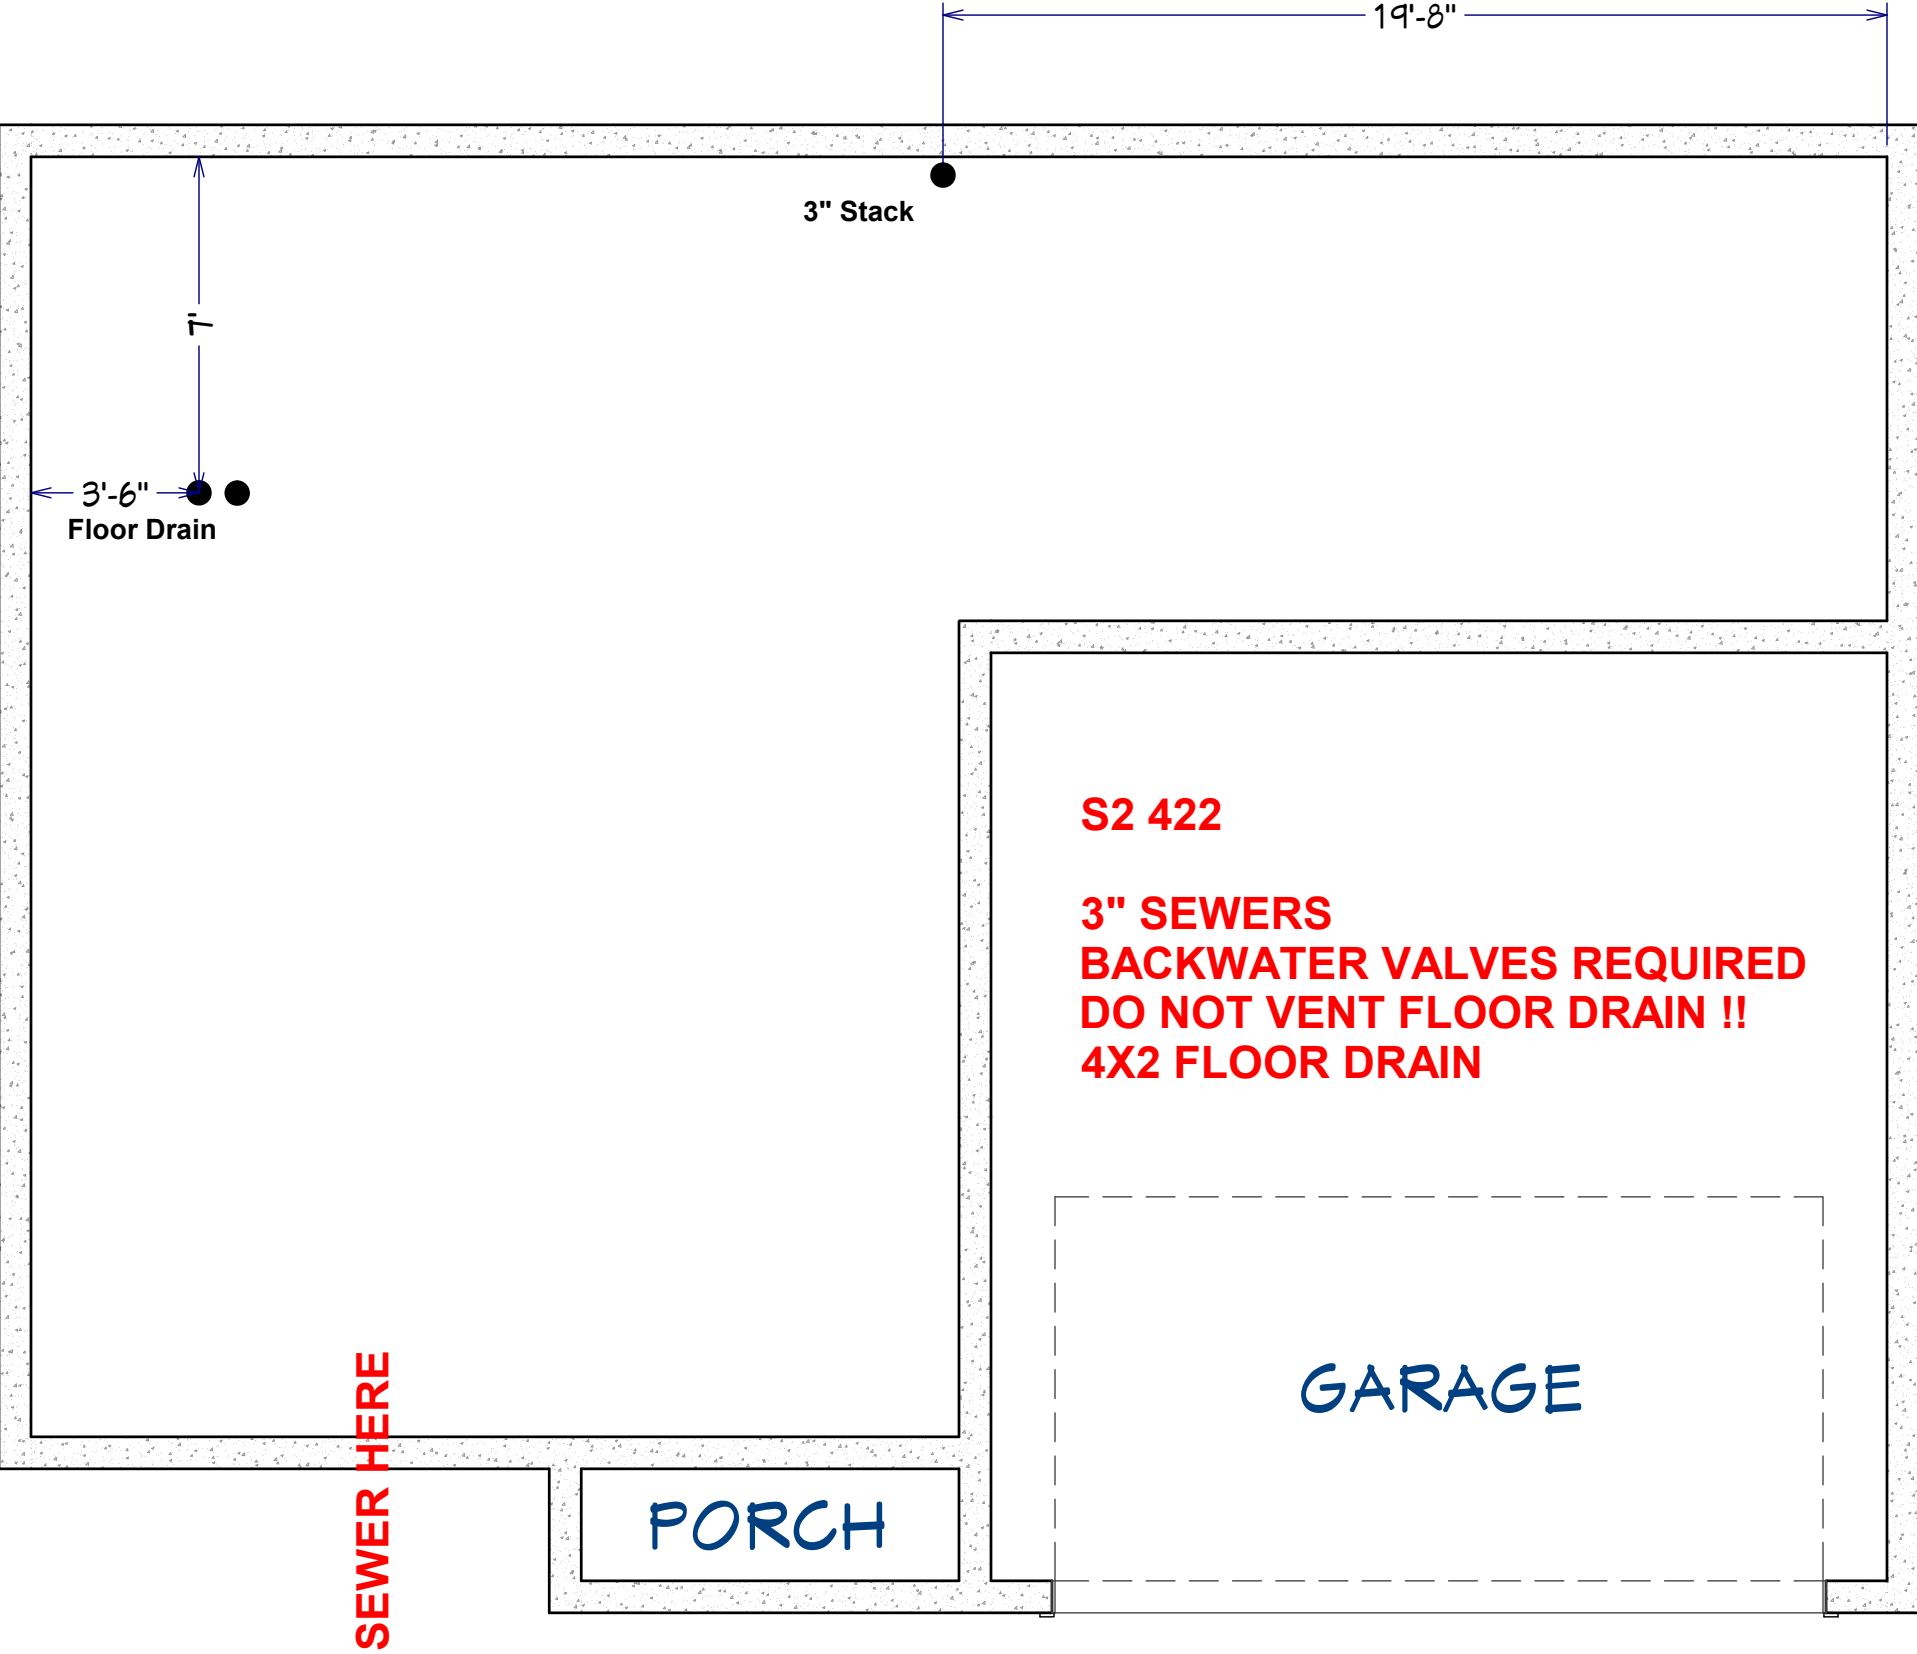 19'-8"
3" Stack
7'
3'-6"
Floor Drain
S2 422
3" SEWERS
BACKWATER VALVES REQUIRED
DO NOT VENT FLOOR DRAIN !!
4X2 FLOOR DRAIN
GARAGE
SEWER HERE
PORCH